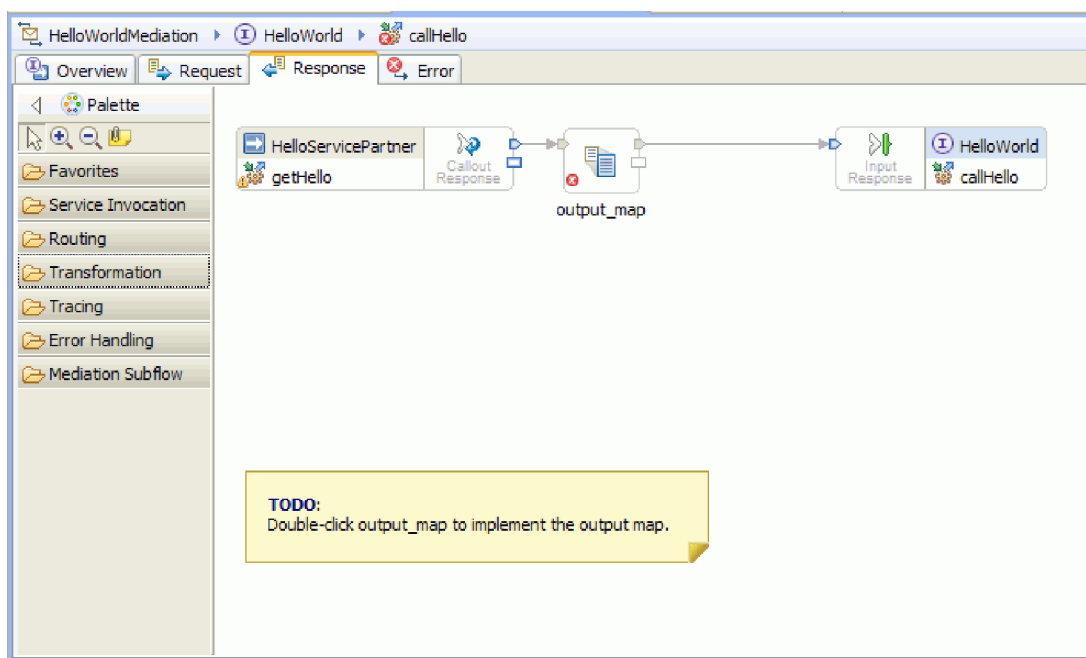 HelloWorldMediation HelloWorld callHello
Overview Request Response Error
Palette
Favorites
Service Invocation
Routing
Transformation
Tracing
Error Handling
Mediation Subflow
HelloServicePartner
getHello
Callout
Response
output_map
Input
Response
HelloWorld
callHello
TODO:
Double-click output_map to implement the output map.